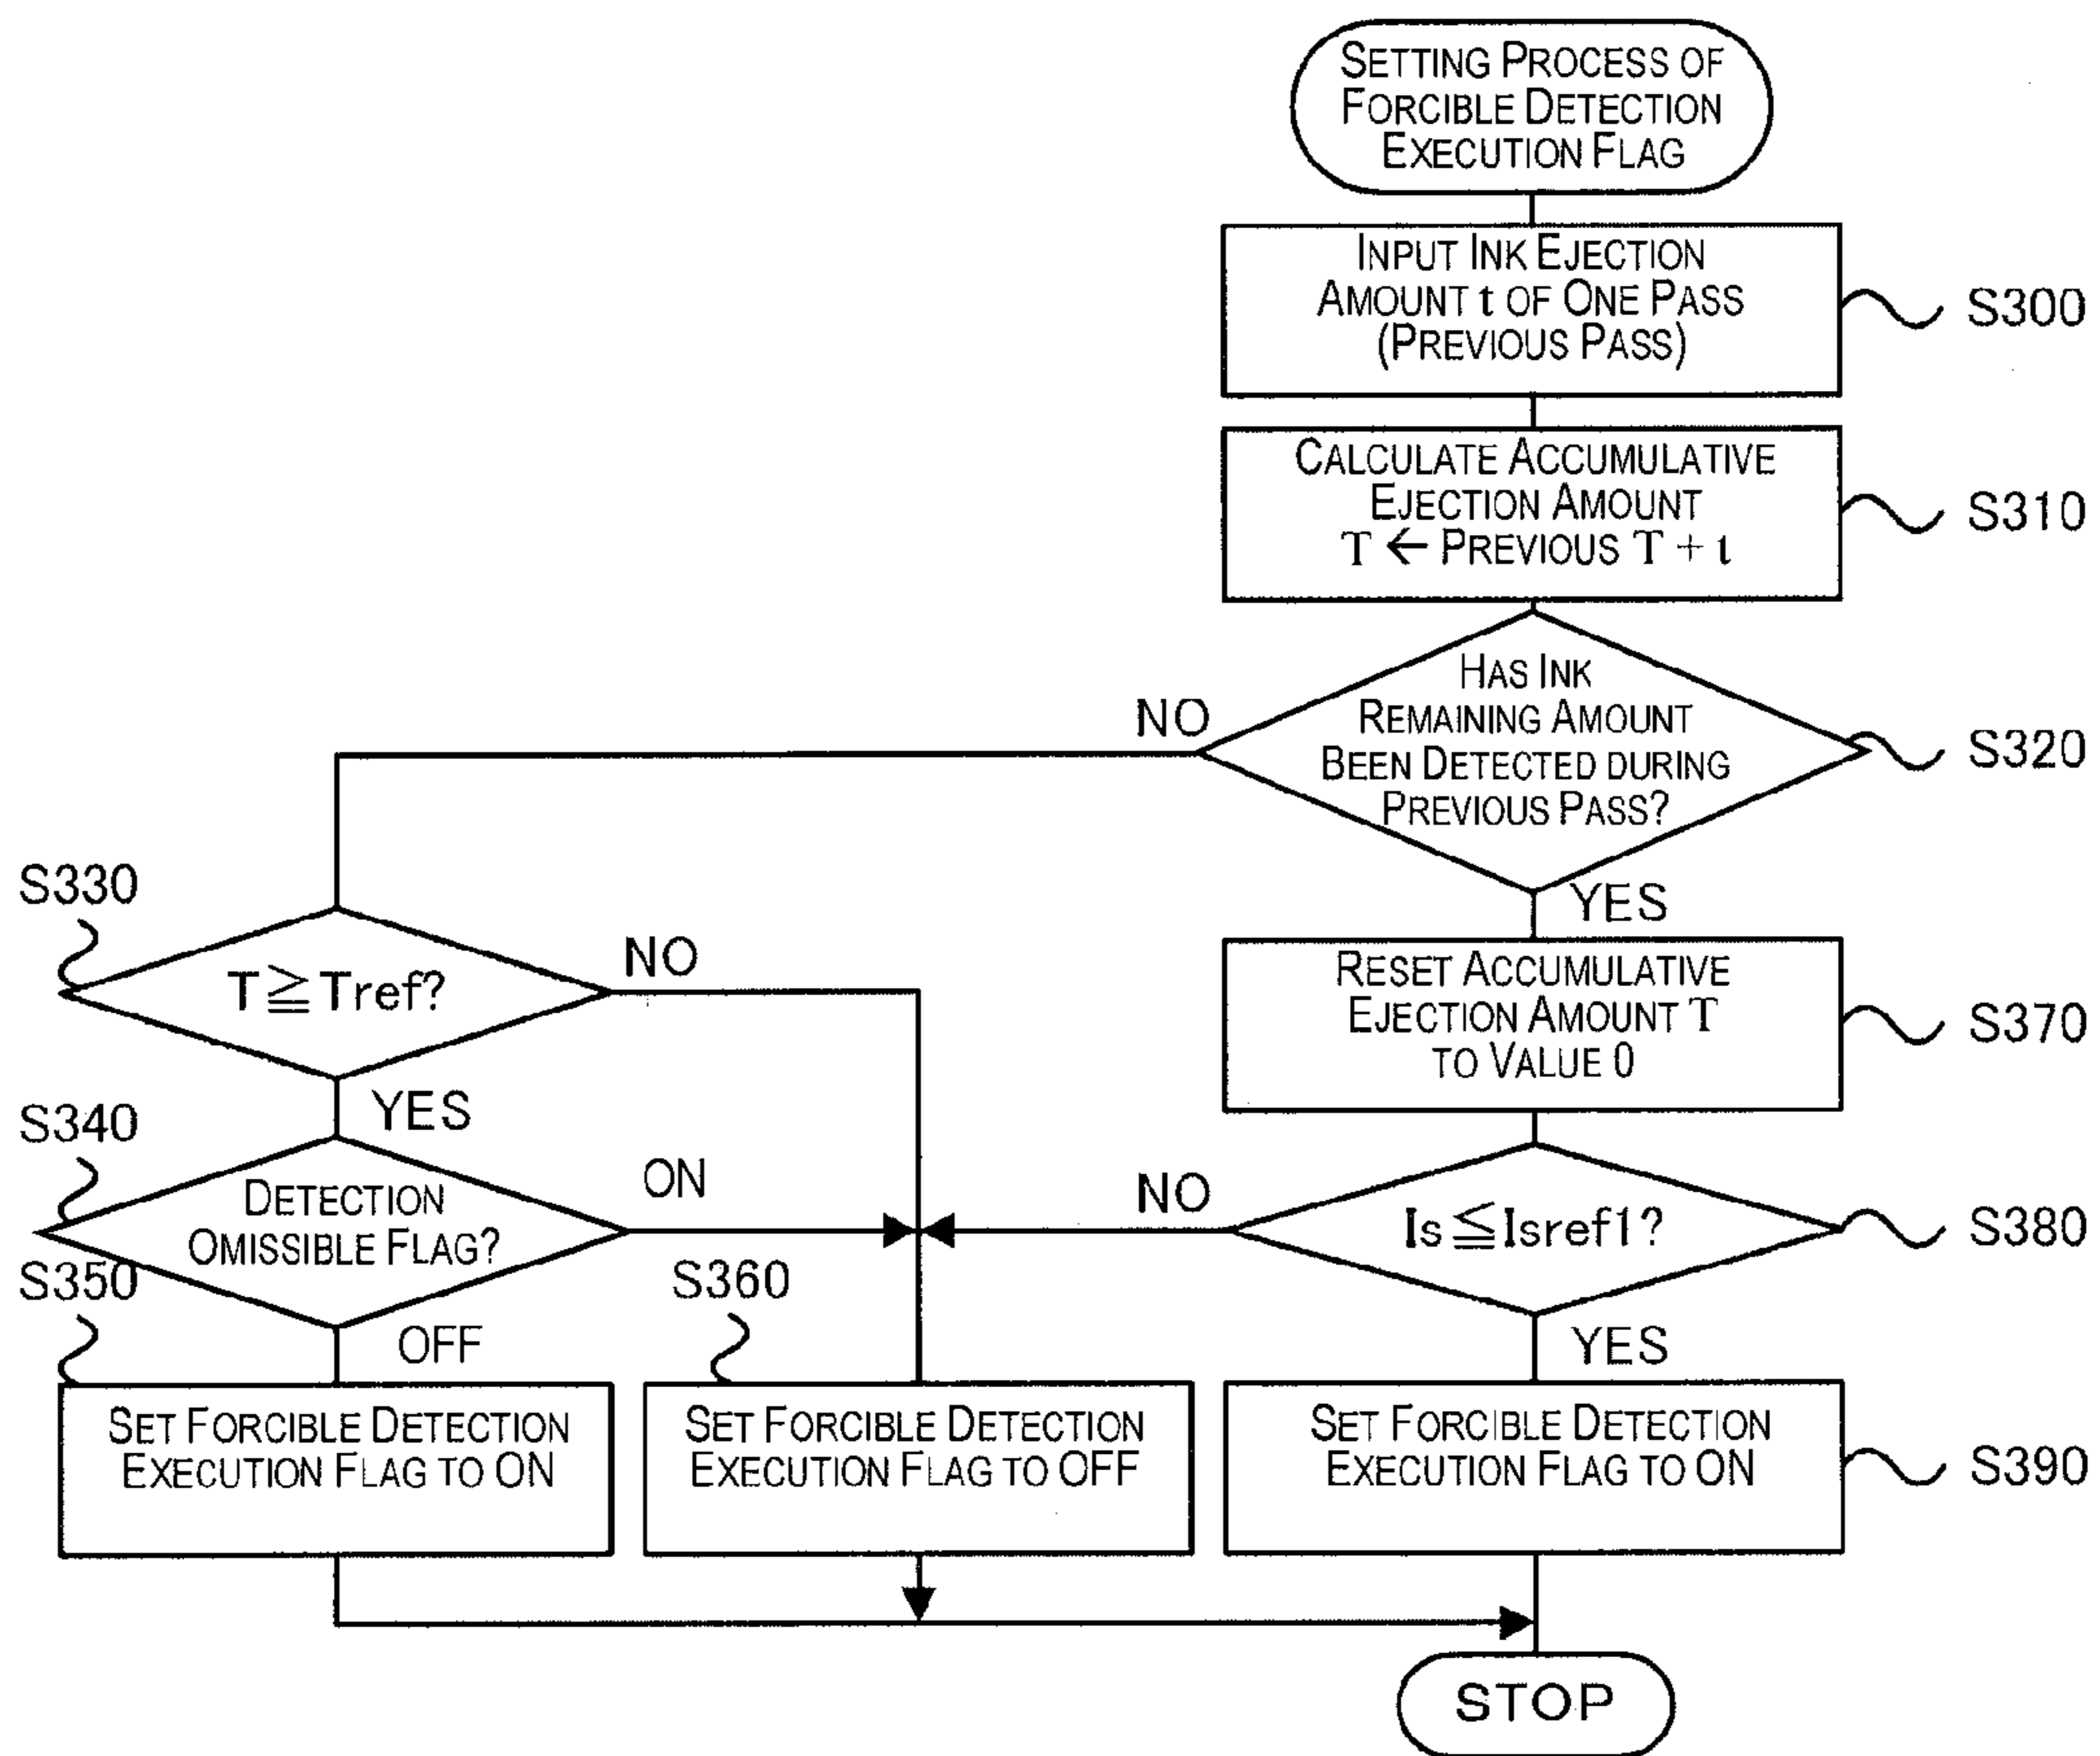 SETTING PROCESS OF
FORCIBLE DETECTION
EXECUTION FLAG
INPUT INK EJECTION
AMOUNT t OF ONE PASS
(PREVIOUS PASS)
S300
CALCULATE ACCUMULATIVE
EJECTION AMOUNT
T ← PREVIOUS T + t
S310
HAS INK
REMAINING AMOUNT
BEEN DETECTED DURING
PREVIOUS PASS?
S320
NO
YES
S330
T ≧ Tref?
NO
YES
RESET ACCUMULATIVE
EJECTION AMOUNT T
TO VALUE 0
S370
S340
DETECTION
OMISSIBLE FLAG?
ON
OFF
NO
Is ≦ Isref1?
S380
YES
S350
SET FORCIBLE DETECTION
EXECUTION FLAG TO ON
S360
SET FORCIBLE DETECTION
EXECUTION FLAG TO OFF
SET FORCIBLE DETECTION
EXECUTION FLAG TO ON
S390
STOP